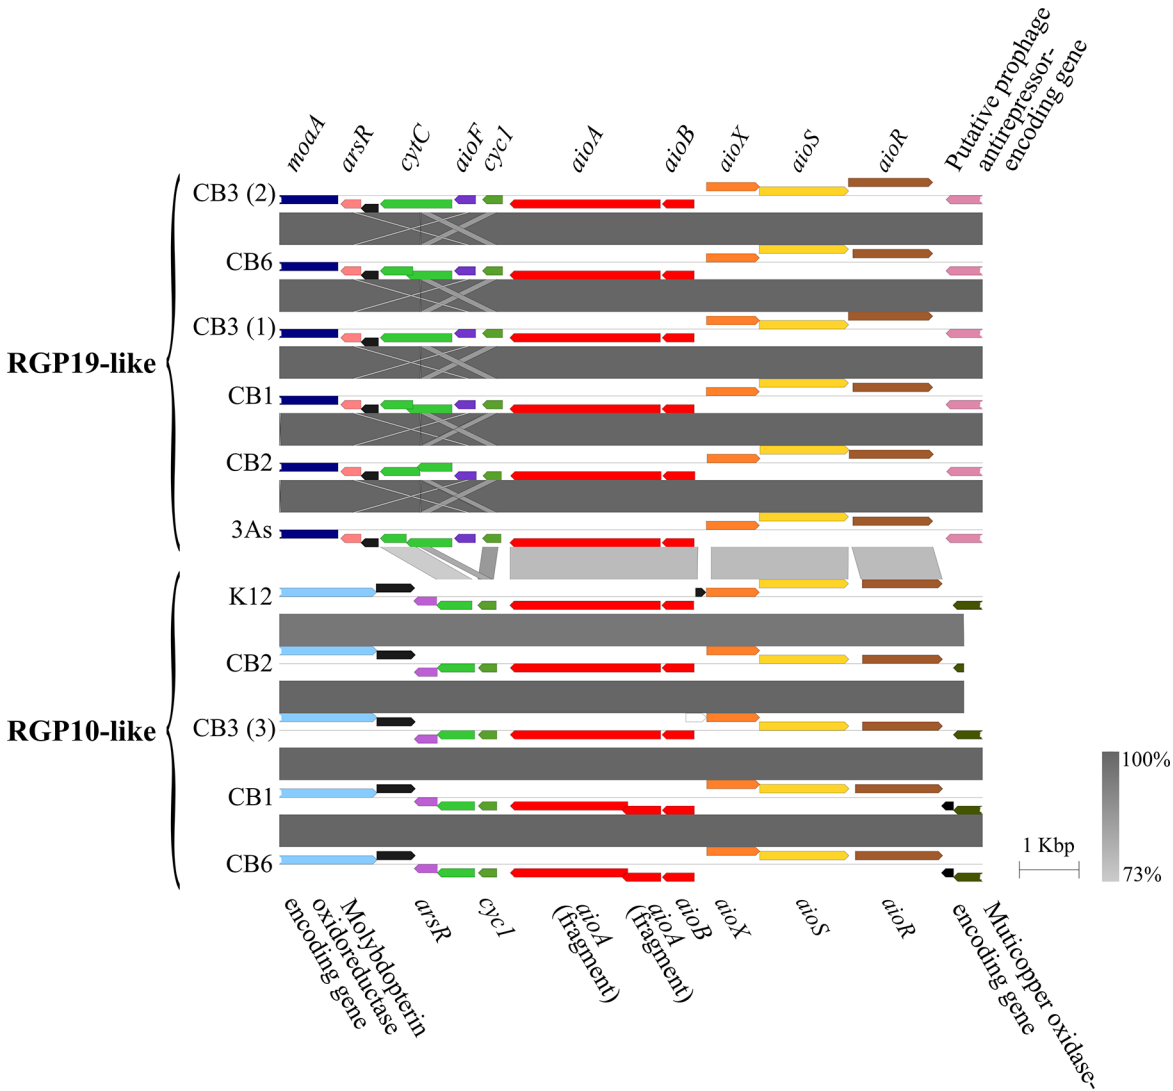 moaA
arsR
cytC
aioF
cyc1
aioA
aioB
aioX
aioS
aioR
Putative prophage
antirepressor-
encoding gene
CB3 (2)
CB6
CB3 (1)
RGP19-like
CB1
CB2
3As
K12
CB2
RGP10-like
CB3 (3)
CB1
CB6
100%
73%
1 Kbp
Molybdopterin
oxidoreductase
encoding gene
arsR
cyc1
aioA
(fragment)
aioA
(fragment)
aioB
aioX
aioS
aioR
Muticopper oxidase-
encoding gene